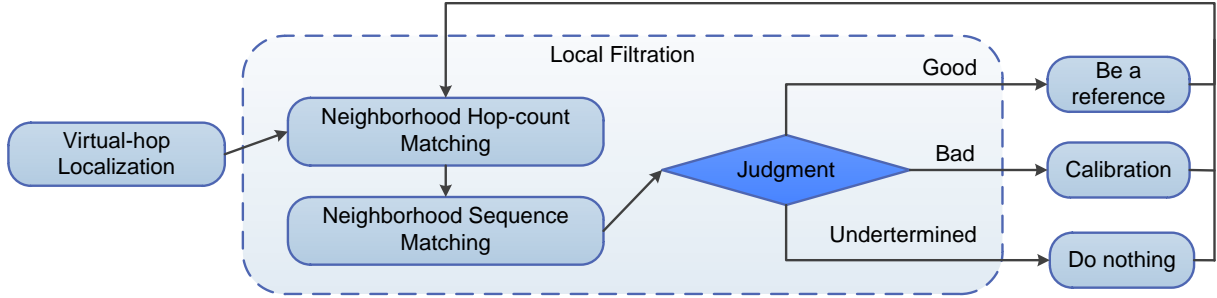 Local Filtration
Virtual-hop
Localization
Neighborhood Hop-count
Matching
Neighborhood Sequence
Matching
Judgment
Good
Bad
Undertermined
Be a
reference
Calibration
Do nothing